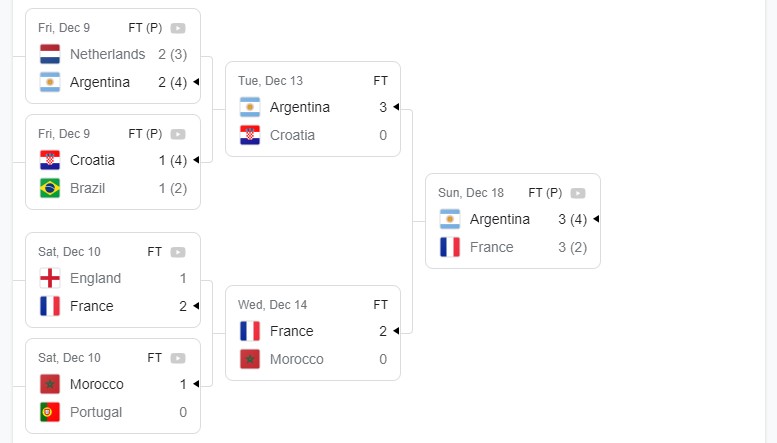 Fri, Dec 9 FT (P)
Netherlands 2 (3)
Argentina 2 (4)
Fri, Dec 9 FT (P)
Croatia 1 (4)
Brazil 1 (2)
Sat, Dec 10 FT
England 1
France 2
Sat, Dec 10 FT
Morocco 1
Portugal 0
Tue, Dec 13 FT
Argentina 3
Croatia 0
Wed, Dec 14 FT
France 2
Morocco 0
Sun, Dec 18 FT (P)
Argentina 3 (4)
France 3 (2)